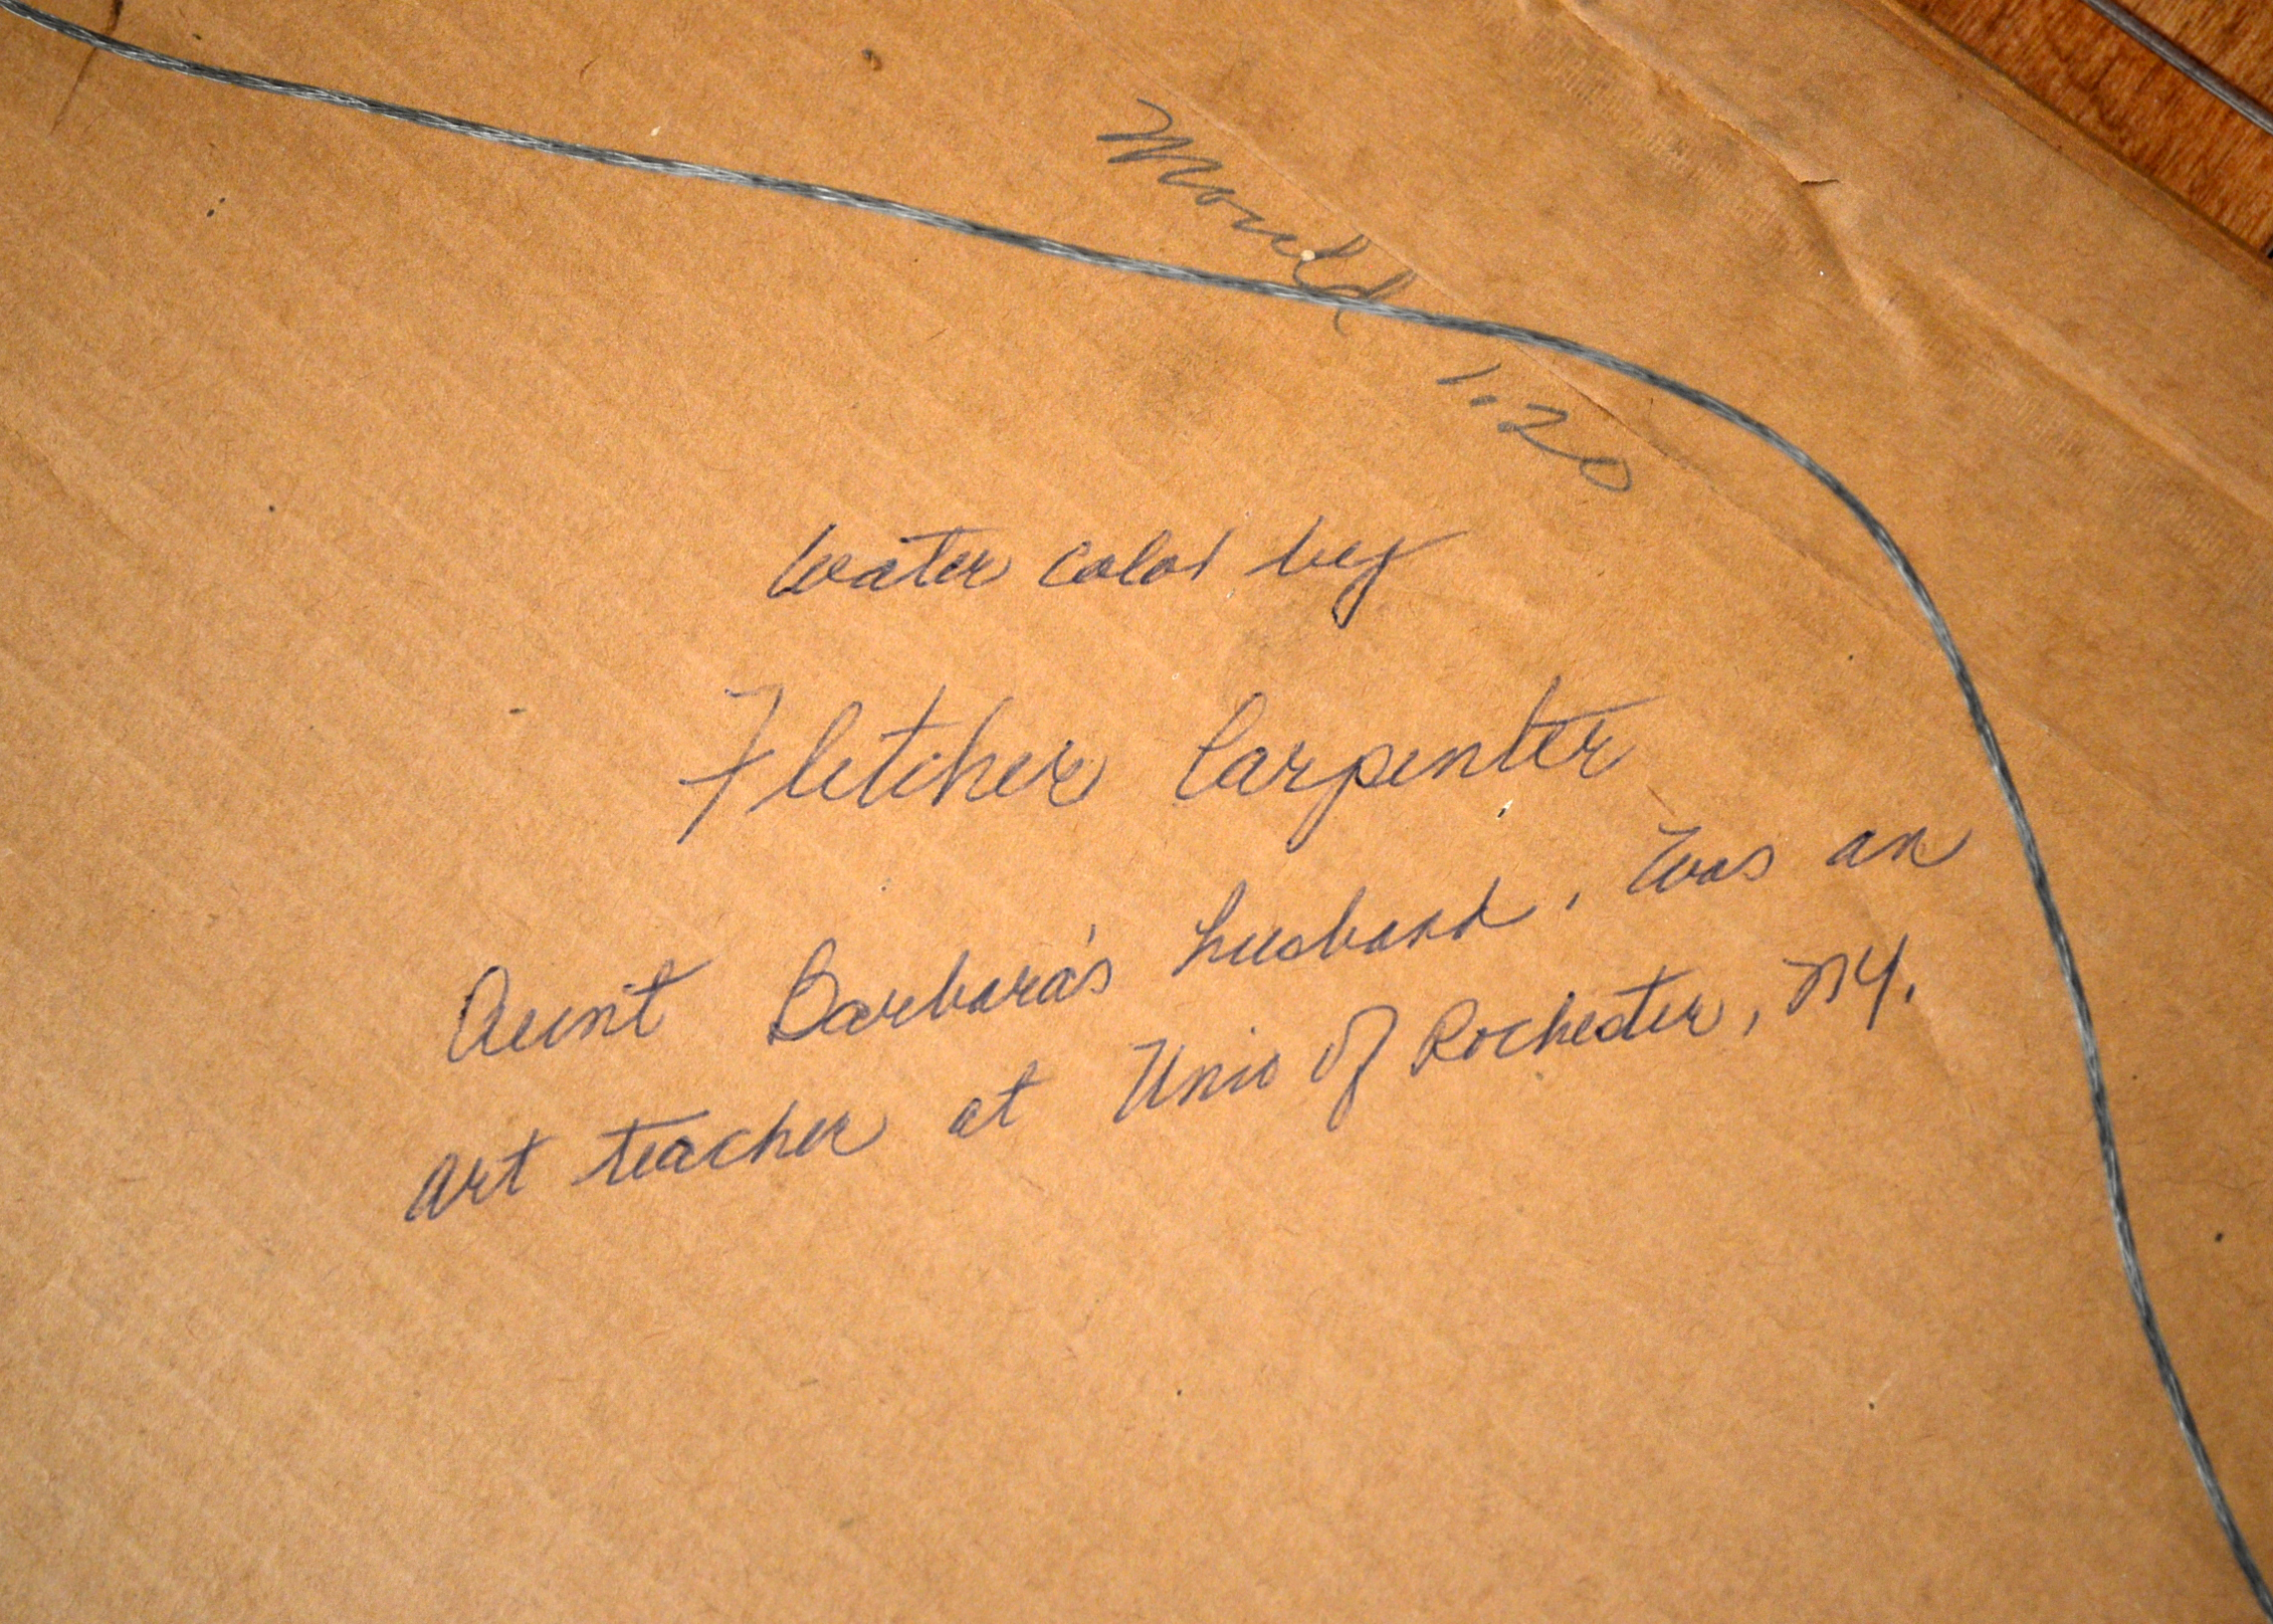 Mould 1.20
Water color by
Fletcher Carpenter
Aunt Barbara's husband, was an
art teacher at Univ of Rochester, NY.